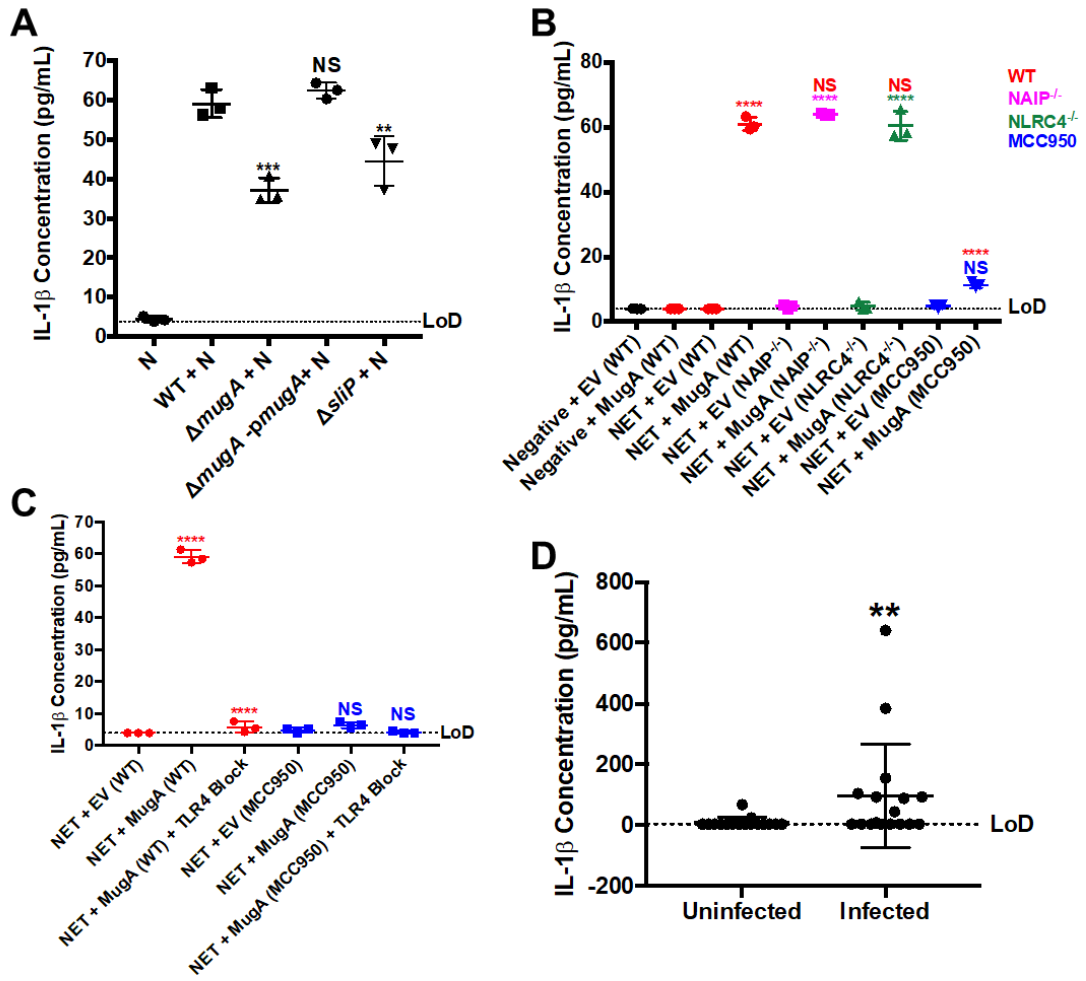 A
IL-1β Concentration (pg/mL)
70
60
50
40
30
20
10
0
NS
***
**
LoD
N
WT + N
ΔmugA + N
ΔmugA -pmugA+ N
ΔsliP + N
B
IL-1β Concentration (pg/mL)
80
60
40
20
0
****
NS
****
NS
****
****
NS
LoD
WT
NAIP-/-
NLRC4-/-
MCC950
Negative + EV (WT)
Negative + MugA (WT)
NET + EV (WT)
NET + MugA (WT)
NET + EV (NAIP-/-)
NET + MugA (NAIP-/-)
NET + EV (NLRC4-/-)
NET + MugA (NLRC4-/-)
NET + EV (MCC950)
NET + MugA (MCC950)
C
IL-1β Concentration (pg/mL)
70
60
50
40
30
20
10
0
****
****
NS
NS
LoD
NET + EV (WT)
NET + MugA (WT)
NET + MugA (WT) + TLR4 Block
NET + EV (MCC950)
NET + MugA (MCC950)
NET + MugA (MCC950) + TLR4 Block
D
IL-1β Concentration (pg/mL)
800
600
400
200
0
-200
**
LoD
Uninfected
Infected